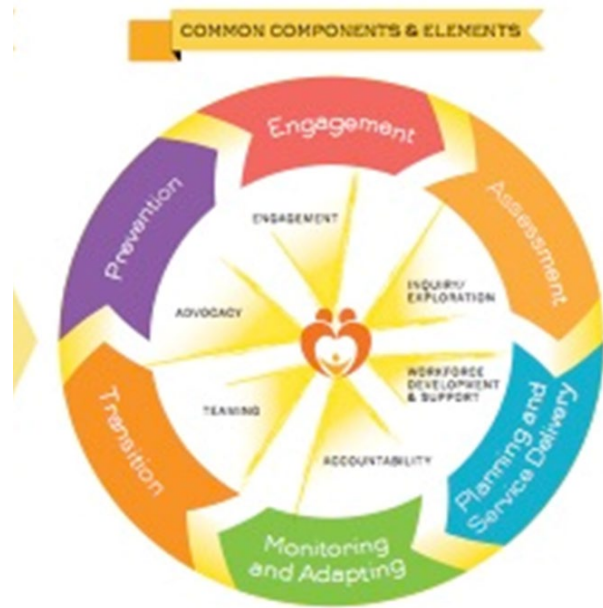 COMMON COMPONENTS & ELEMENTS
Engagement
Assessment
Planning and
Service Delivery
Monitoring
and Adapting
Transition
Prevention
ENGAGEMENT
INQUIRY/
EXPLORATION
WORKFORCE
DEVELOPMENT
& SUPPORT
ACCOUNTABILITY
TEAMING
ADVOCACY